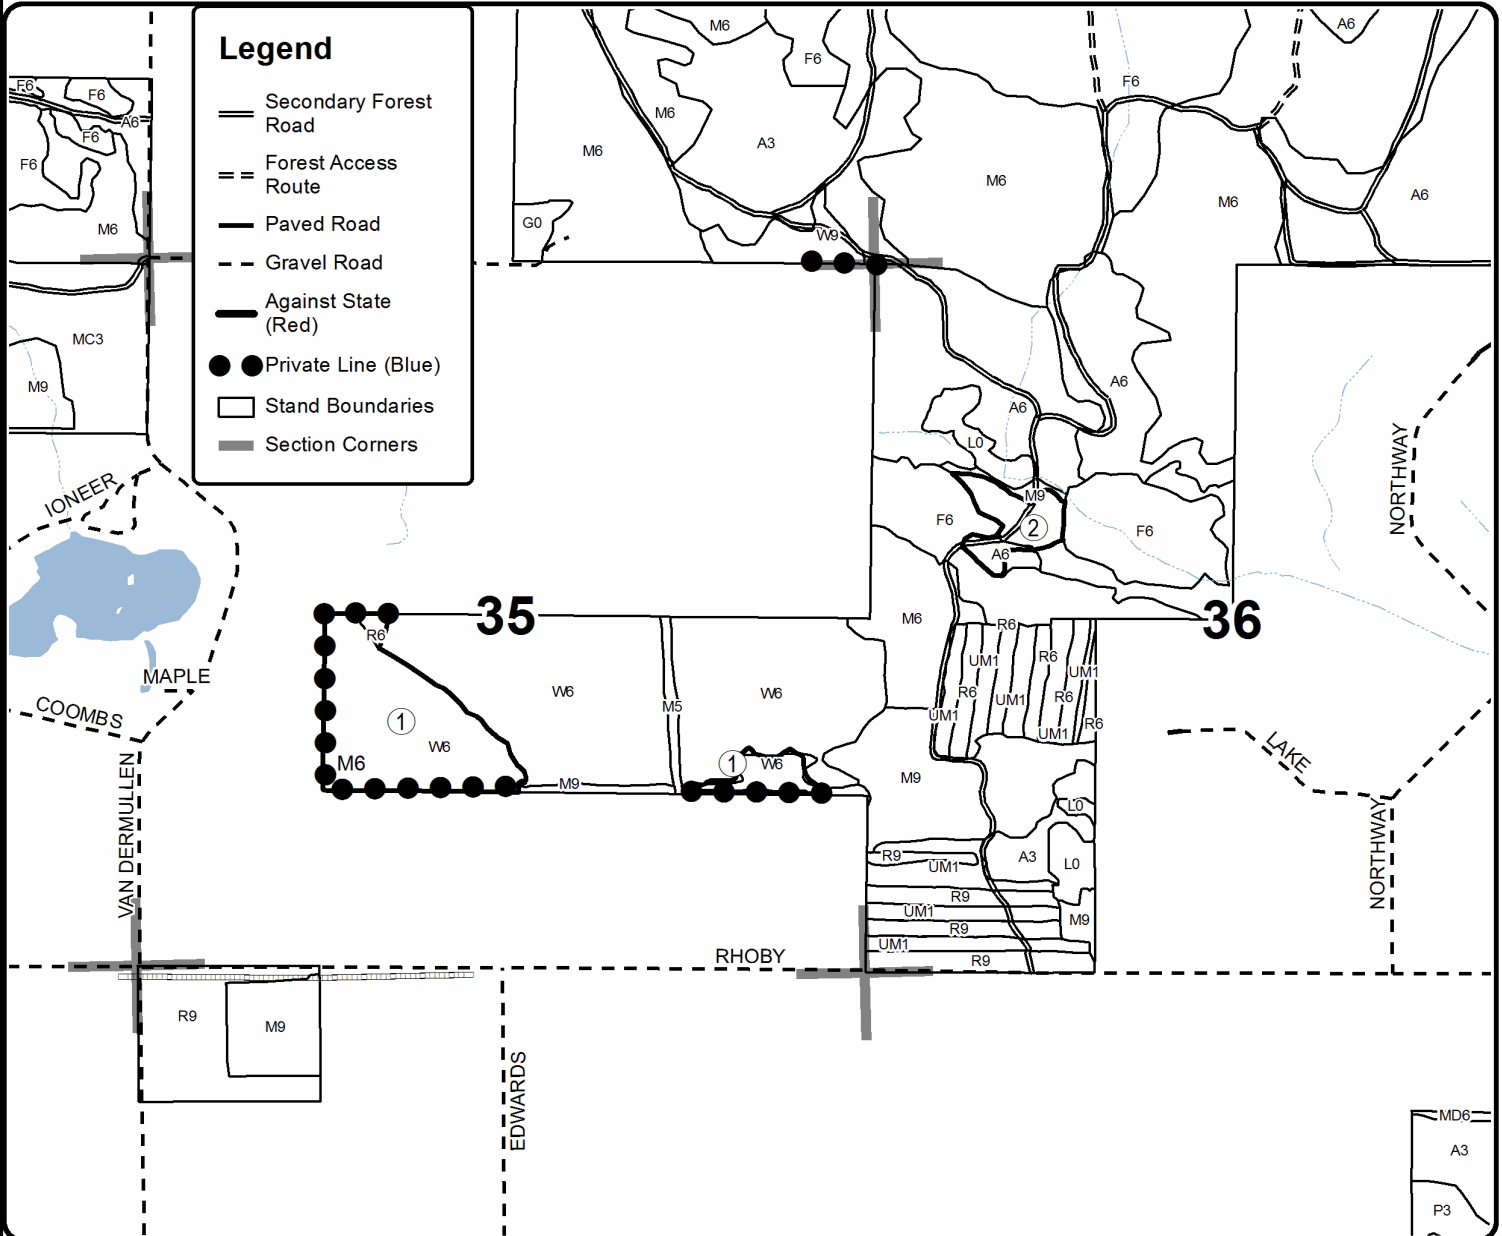 Legend
Secondary Forest
Road
Forest Access
Route
Paved Road
Gravel Road
Against State
(Red)
Private Line (Blue)
Stand Boundaries
Section Corners
F6
F6
A6
F6
F6
M6
MC3
M9
M6
F6
M6
A3
M6
G0
W9
M6
F6
A6
M6
A6
A6
A6
L0
M9
2
F6
F6
A6
IONEER
MAPLE
COOMBS
VAN DERMULLEN
NORTHWAY
35
36
R6
1
W6
M6
W6
M5
W6
1
W6
M9
M6
R6
UM1
R6
UM1
R6
UM1
R6
UM1
UM1
R6
M9
L0
LAKE
NORTHWAY
R9
UM1
A3
L0
R9
UM1
M9
R9
UM1
R9
RHOBY
R9
M9
EDWARDS
MD6
A3
P3